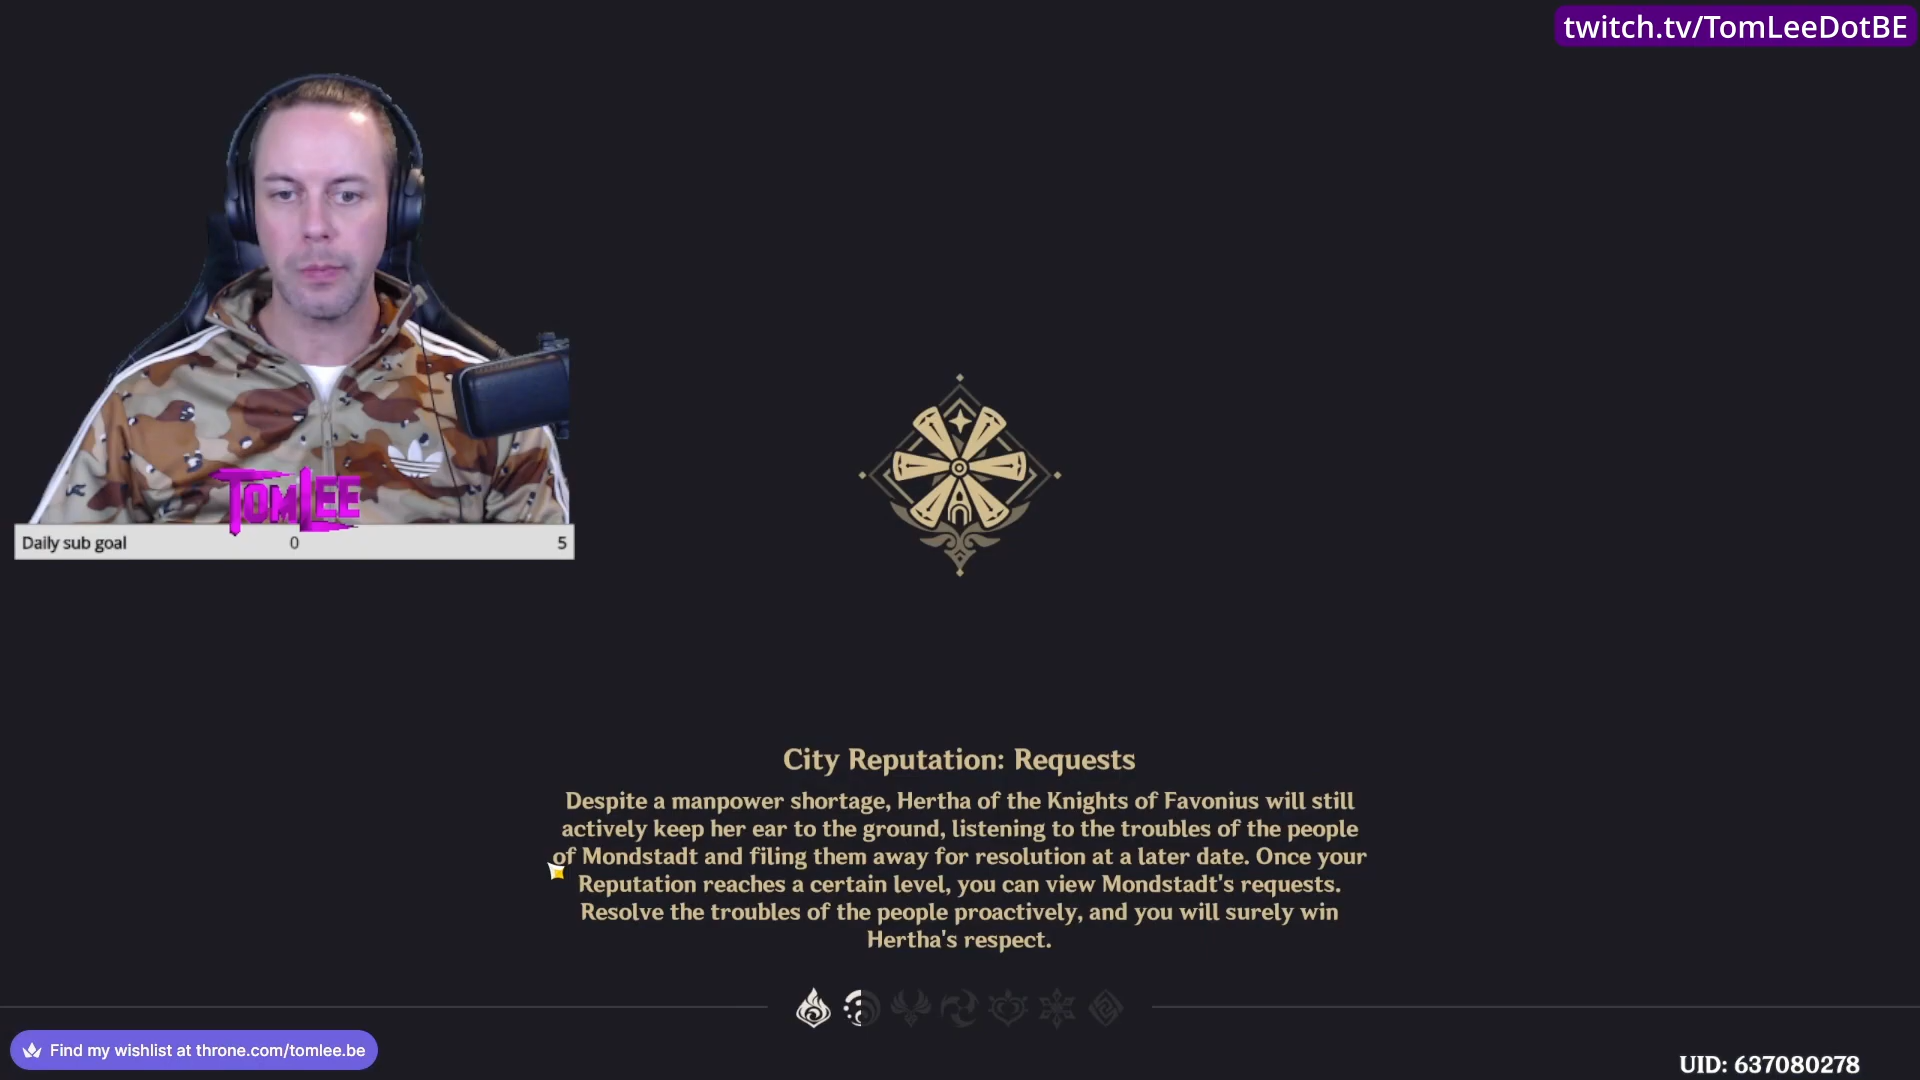 twitch.tv/TomLeeDotBE
TOMLEE
Daily sub goal 0 5
City Reputation: Requests
Despite a manpower shortage, Hertha of the Knights of Favonius will still
actively keep her ear to the ground, listening to the troubles of the people
of Mondstadt and filing them away for resolution at a later date. Once your
Reputation reaches a certain level, you can view Mondstadt's requests.
Resolve the troubles of the people proactively, and you will surely win
Hertha's respect.
Find my wishlist at throne.com/tomlee.be
UID: 637080278